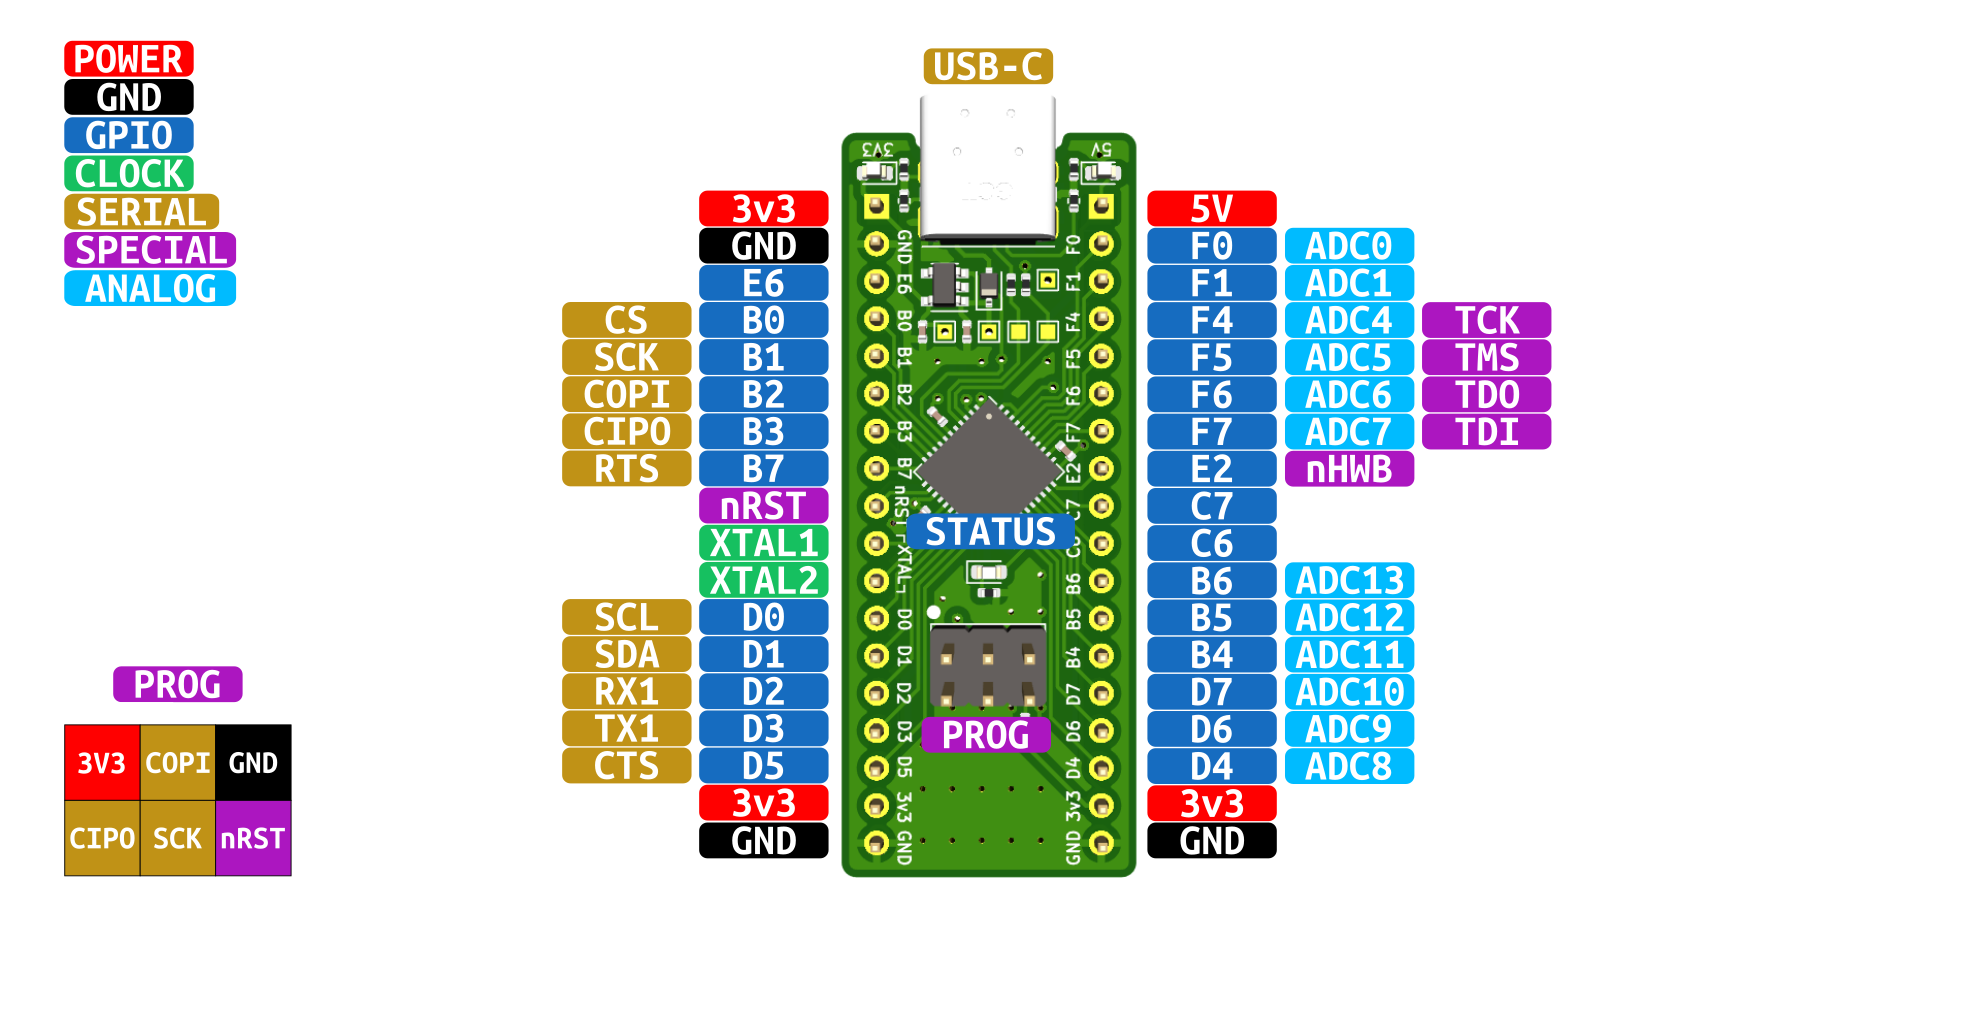 POWER
GND
GPIO
CLOCK
SERIAL
SPECIAL
ANALOG
USB-C
3V3
5V
3v3
GND
E6
CS B0
SCK B1
COPI B2
CIPO B3
RTS B7
nRST
XTAL1
XTAL2
SCL D0
SDA D1
RX1 D2
TX1 D3
CTS D5
3v3
GND
GND
E6
B0
B1
B2
B3
B7
nRST
XTAL
D0
D1
D2
D3
D5
3v3
GND
STATUS
PROG
F0
F1
F4
F5
F6
F7
E2
C7
B6
B5
B4
D7
D6
D4
3v3
GND
5V
F0 ADC0
F1 ADC1
F4 ADC4 TCK
F5 ADC5 TMS
F6 ADC6 TDO
F7 ADC7 TDI
E2 nHWB
C7
C6
B6 ADC13
B5 ADC12
B4 ADC11
D7 ADC10
D6 ADC9
D4 ADC8
3v3
GND
PROG
3V3 COPI GND
CIPO SCK nRST